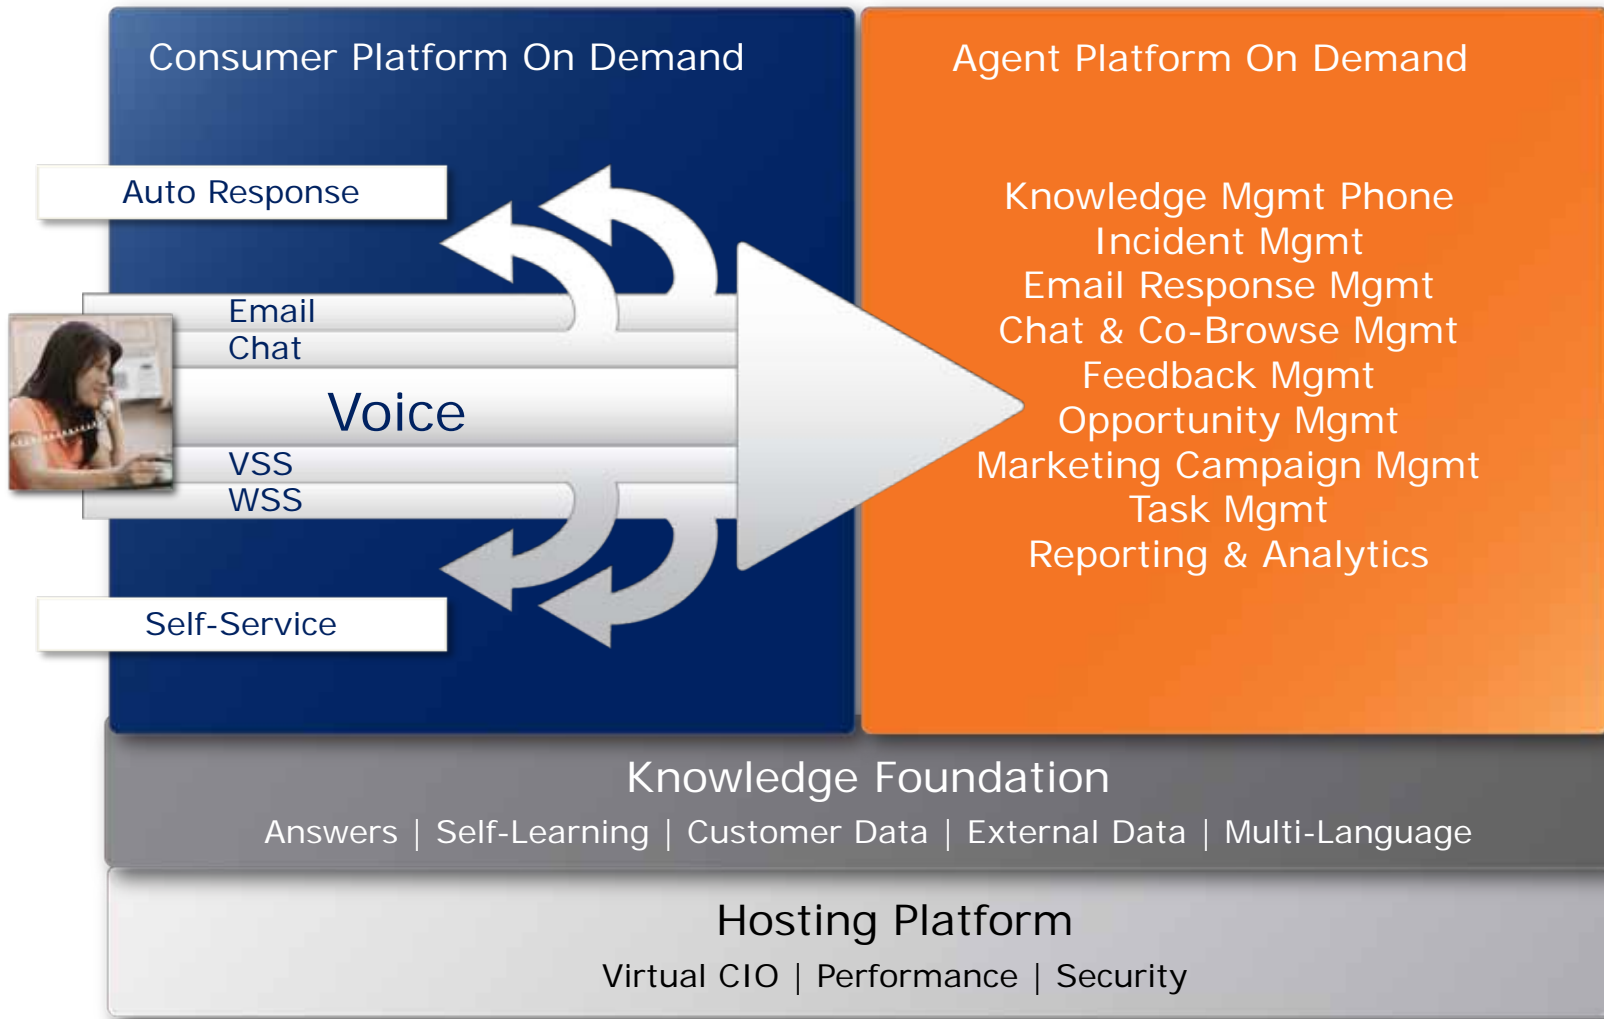 Consumer Platform On Demand
Auto Response
Email
Chat
Voice
VSS
WSS
Self-Service
Agent Platform On Demand
Knowledge Mgmt Phone
Incident Mgmt
Email Response Mgmt
Chat & Co-Browse Mgmt
Feedback Mgmt
Opportunity Mgmt
Marketing Campaign Mgmt
Task Mgmt
Reporting & Analytics
Knowledge Foundation
Answers | Self-Learning | Customer Data | External Data | Multi-Language
Hosting Platform
Virtual CIO | Performance | Security